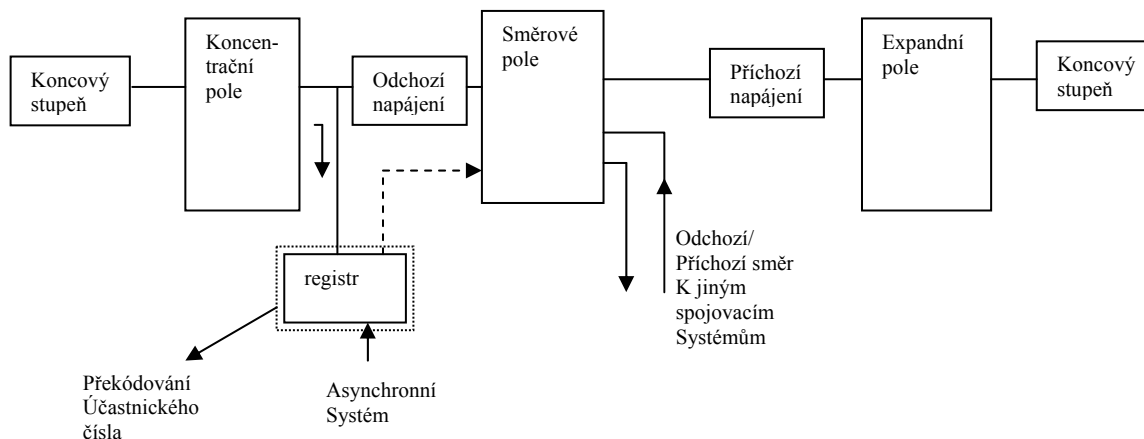 Koncový
stupeň
Koncen-
trační
pole
Odchozí
napájení
Směrové
pole
Příchozí
napájení
Expandní
pole
Koncový
stupeň
registr
Odchozí/
Příchozí směr
K jiným
spojovacím
Systémům
Překódování
Účastnického
čísla
Asynchronní
Systém